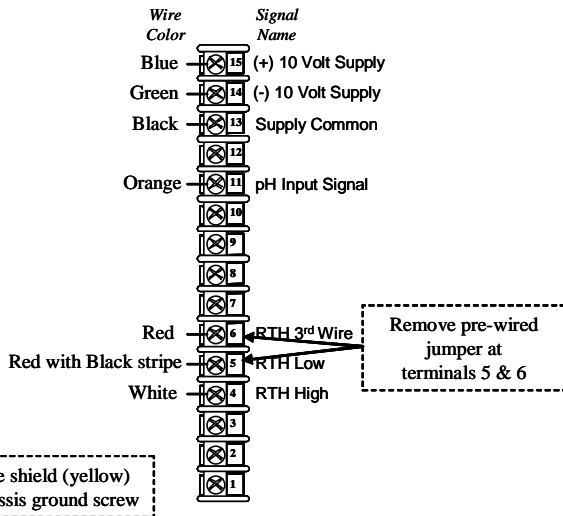 Wire Color
Signal Name
Blue 15 (+) 10 Volt Supply
Green 14 (-) 10 Volt Supply
Black 13 Supply Common
12
Orange 11 pH Input Signal
10
9
8
7
Red 6 RTH 3rd Wire
Red with Black stripe 5 RTH Low
White 4 RTH High
3
2
1
Remove pre-wired
jumper at
terminals 5 & 6
shield (yellow)
ground screw